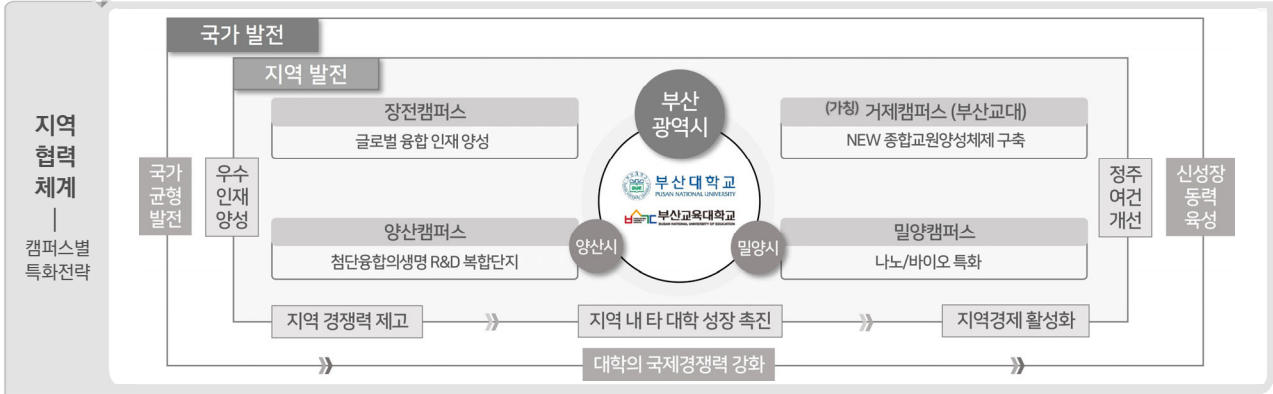 지역
협력
체계
캠퍼스별
특화전략
국가 발전
지역 발전
국가
균형
발전
우수
인재
양성
장전캠퍼스
글로벌 융합 인재 양성
양산캠퍼스
첨단융합의생명 R&D 복합단지
부산
광역시
부산대학교
PUSAN NATIONAL UNIVERSITY
부산교육대학교
BUSAN NATIONAL UNIVERSITY OF EDUCATION
양산시
밀양시
(가칭) 거제캠퍼스 (부산교대)
NEW 종합교원양성체제 구축
밀양캠퍼스
나노/바이오 특화
정주
여건
개선
신성장
동력
육성
지역 경쟁력 제고
지역 내 타 대학 성장 촉진
지역경제 활성화
대학의 국제경쟁력 강화